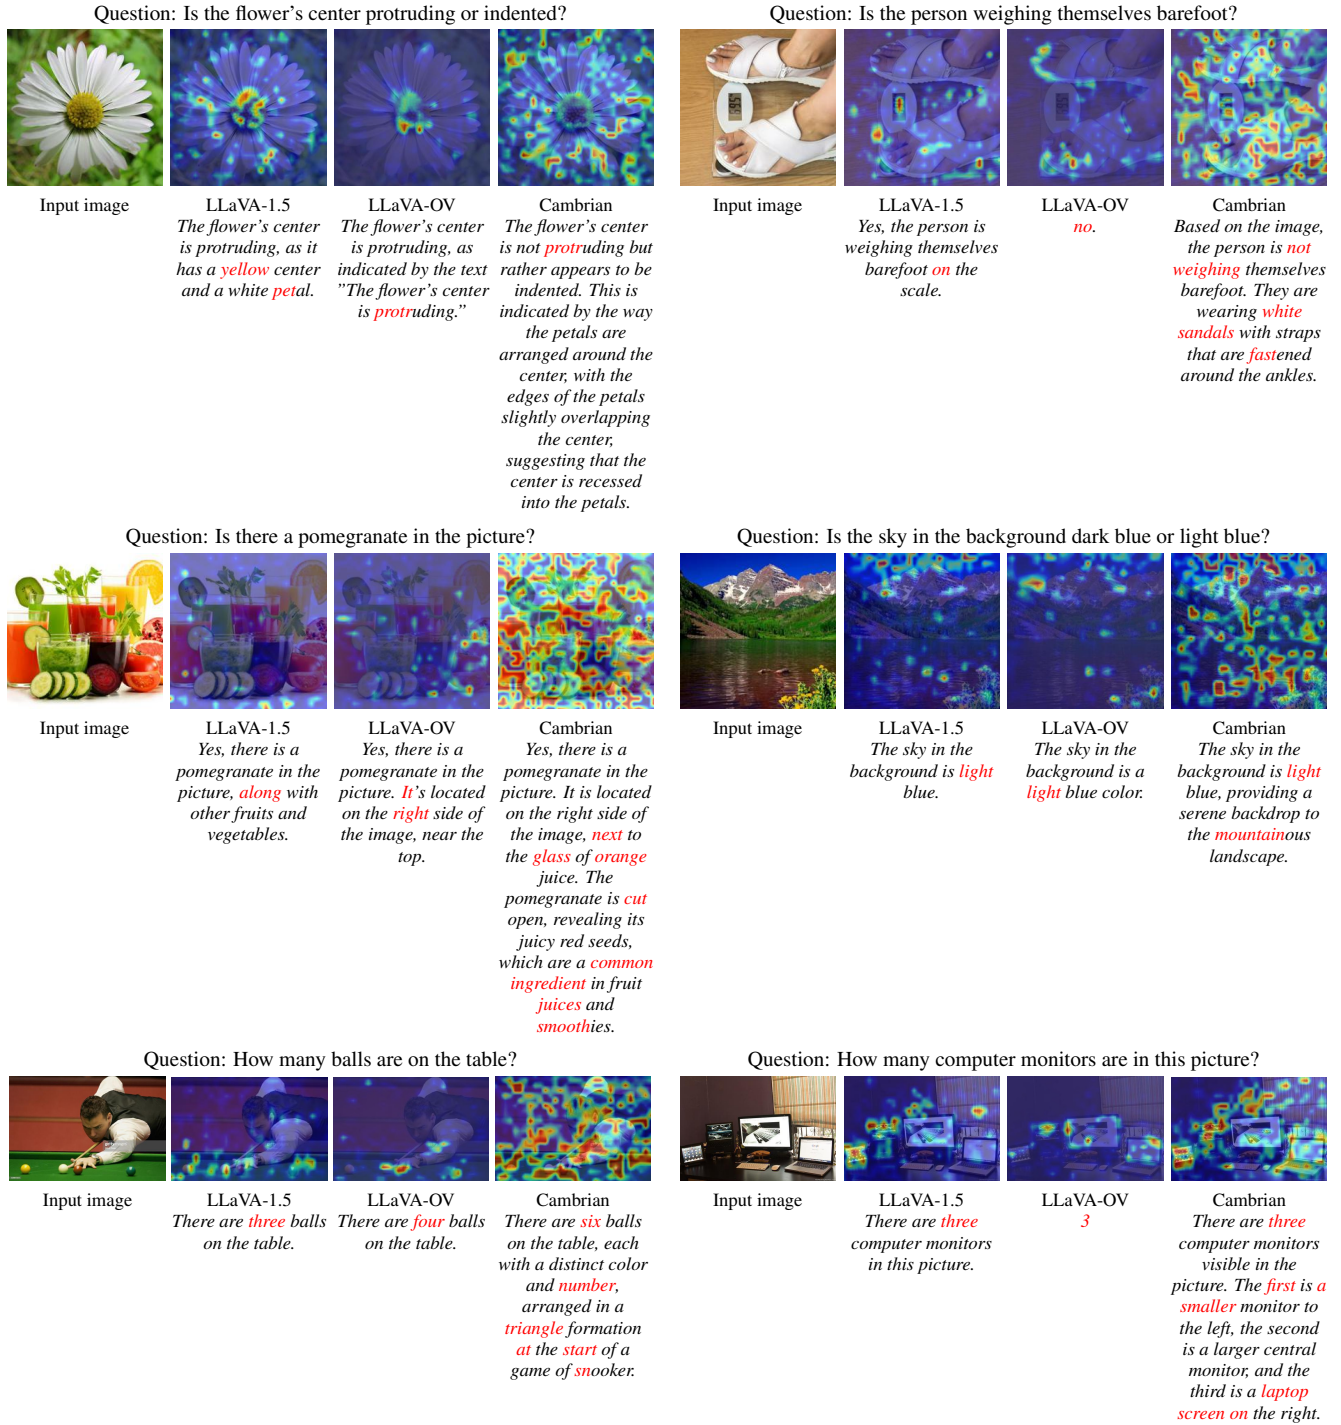 Question: Is the flower's center protruding or indented?
Input image
LLaVA-1.5
The flower's center
is protruding, as it
has a yellow center
and a white petal.
LLaVA-OV
The flower's center
is protruding, as
indicated by the text
"The flower's center
is protruding."
Cambrian
The flower's center
is not protruding but
rather appears to be
indented. This is
indicated by the way
the petals are
arranged around the
center, with the
edges of the petals
slightly overlapping
the center,
suggesting that the
center is recessed
into the petals.
Question: Is the person weighing themselves barefoot?
Input image
LLaVA-1.5
Yes, the person is
weighing themselves
barefoot on the
scale.
LLaVA-OV
no.
Cambrian
Based on the image,
the person is not
weighing themselves
barefoot. They are
wearing white
sandals with straps
that are fastened
around the ankles.
Question: Is there a pomegranate in the picture?
Input image
LLaVA-1.5
Yes, there is a
pomegranate in the
picture, along with
other fruits and
vegetables.
LLaVA-OV
Yes, there is a
pomegranate in the
picture. It's located
on the right side of
the image, near the
top.
Cambrian
Yes, there is a
pomegranate in the
picture. It is located
on the right side of
the image, next to
the glass of orange
juice. The
pomegranate is cut
open, revealing its
juicy red seeds,
which are a common
ingredient in fruit
juices and
smoothies.
Question: Is the sky in the background dark blue or light blue?
Input image
LLaVA-1.5
The sky in the
background is light
blue.
LLaVA-OV
The sky in the
background is a
light blue color.
Cambrian
The sky in the
background is light
blue, providing a
serene backdrop to
the mountainous
landscape.
Question: How many balls are on the table?
Input image
LLaVA-1.5
There are three balls
on the table.
LLaVA-OV
There are four balls
on the table.
Cambrian
There are six balls
on the table, each
with a distinct color
and number,
arranged in a
triangle formation
at the start of a
game of snooker.
Question: How many computer monitors are in this picture?
Input image
LLaVA-1.5
There are three
computer monitors
in this picture.
LLaVA-OV
3
Cambrian
There are three
computer monitors
visible in the
picture. The first is a
smaller monitor to
the left, the second
is a larger central
monitor, and the
third is a laptop
screen on the right.